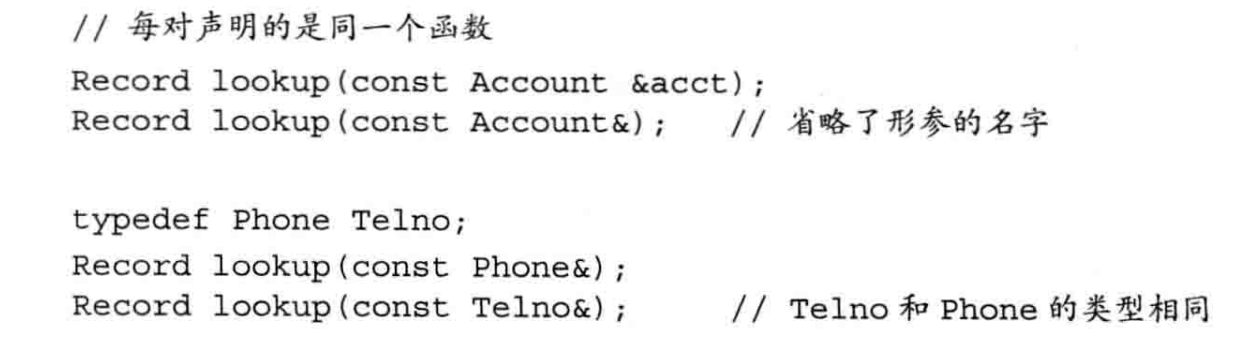 // 每对声明的是同一个函数
Record lookup(const Account &acct);
Record lookup(const Account&);   // 省略了形参的名字
typedef Phone Telno;
Record lookup(const Phone&);
Record lookup(const Telno&);     // Telno 和 Phone 的类型相同